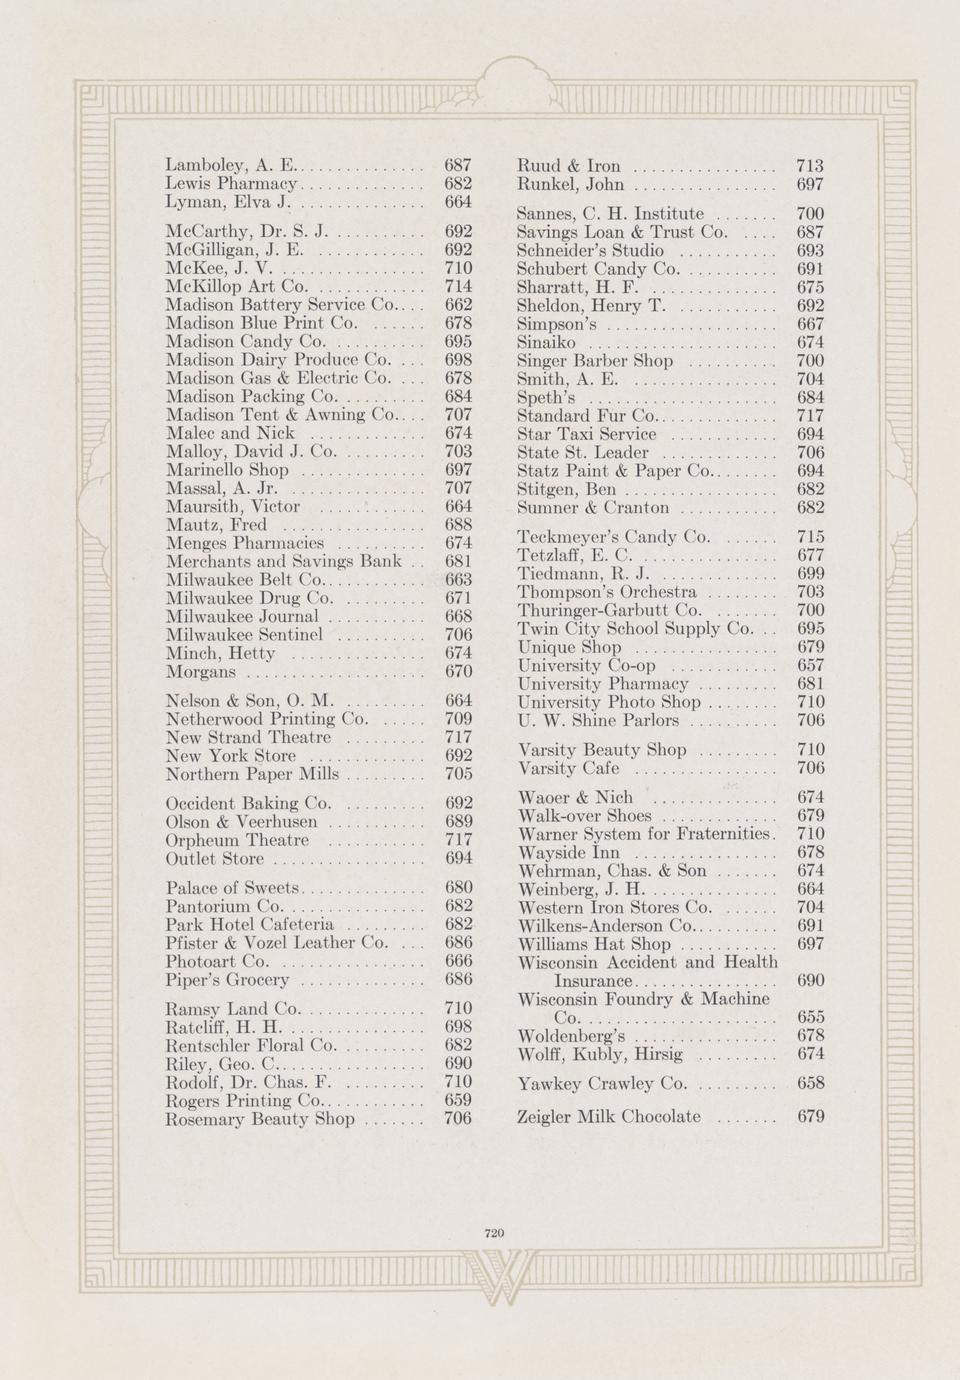 Lamboley, A. E. . . . . . . . . . . . . . . 687
Lewis Pharmacy . . . . . . . . . . . . . . 682
Lyman, Elva J. . . . . . . . . . . . . . . 664
McCarthy, Dr. S. J. . . . . . . . . . . . 692
McGilligan, J. E. . . . . . . . . . . . . 692
McKee, J. V. . . . . . . . . . . . . . . . 710
McKillop Art Co. . . . . . . . . . . . . 714
Madison Battery Service Co. . . . 662
Madison Blue Print Co. . . . . . . 678
Madison Candy Co. . . . . . . . . . . 695
Madison Dairy Produce Co. . . . 698
Madison Gas & Electric Co. . . . 678
Madison Packing Co. . . . . . . . . . 684
Madison Tent & Awning Co. . . . 707
Malec and Nick . . . . . . . . . . . . . 674
Malloy, David J. Co. . . . . . . . . . 703
Marinello Shop . . . . . . . . . . . . . . 697
Massal, A. Jr. . . . . . . . . . . . . . . . 707
Maursith, Victor . . . . . . . . . . . . 664
Mautz, Fred . . . . . . . . . . . . . . . . 688
Menges Pharmacies . . . . . . . . . . 674
Merchants and Savings Bank . . 681
Milwaukee Belt Co. . . . . . . . . . . . 663
Milwaukee Drug Co. . . . . . . . . . 671
Milwaukee Journal . . . . . . . . . . . 668
Milwaukee Sentinel . . . . . . . . . . 706
Minch, Hetty . . . . . . . . . . . . . . . 674
Morgans . . . . . . . . . . . . . . . . . . . . 670
Nelson & Son, O. M. . . . . . . . . . 664
Netherwood Printing Co. . . . . . 709
New Strand Theatre . . . . . . . . . 717
New York Store . . . . . . . . . . . . . 692
Northern Paper Mills . . . . . . . . . 705
Occident Baking Co. . . . . . . . . . 692
Olson & Veerhusen . . . . . . . . . . . 689
Orpheum Theatre . . . . . . . . . . . 717
Outlet Store . . . . . . . . . . . . . . . . . 694
Palace of Sweets . . . . . . . . . . . . . . 680
Pantorium Co. . . . . . . . . . . . . . . . 682
Park Hotel Cafeteria . . . . . . . . . 682
Pfister & Vozel Leather Co. . . . 686
Photoart Co. . . . . . . . . . . . . . . . . 666
Piper's Grocery . . . . . . . . . . . . . . 686
Ramsy Land Co. . . . . . . . . . . . . . 710
Ratcliff, H. H. . . . . . . . . . . . . . . . 698
Rentschler Floral Co. . . . . . . . . . 682
Riley, Geo. C. . . . . . . . . . . . . . . . . 690
Rodolf, Dr. Chas. F. . . . . . . . . . 710
Rogers Printing Co. . . . . . . . . . . . 659
Rosemary Beauty Shop . . . . . . . 706
Ruud & Iron . . . . . . . . . . . . . . . . 713
Runkel, John . . . . . . . . . . . . . . . . 697
Sannes, C. H. Institute . . . . . . . 700
Savings Loan & Trust Co. . . . . 687
Schneider's Studio . . . . . . . . . . . 693
Schubert Candy Co. . . . . . . . . . . 691
Sharratt, H. F. . . . . . . . . . . . . . . 675
Sheldon, Henry T. . . . . . . . . . . . 692
Simpson's . . . . . . . . . . . . . . . . . . . 667
Sinaiko . . . . . . . . . . . . . . . . . . . . . 674
Singer Barber Shop . . . . . . . . . . 700
Smith, A. E. . . . . . . . . . . . . . . . . 704
Speth's . . . . . . . . . . . . . . . . . . . . . 684
Standard Fur Co. . . . . . . . . . . . . . 717
Star Taxi Service . . . . . . . . . . . . 694
State St. Leader . . . . . . . . . . . . . 706
Statz Paint & Paper Co. . . . . . . . 694
Stitgen, Ben . . . . . . . . . . . . . . . . . 682
Sumner & Cranton . . . . . . . . . . . 682
Teckmeyer's Candy Co. . . . . . . 715
Tetzlaff, E. C. . . . . . . . . . . . . . . . 677
Tiedmann, R. J. . . . . . . . . . . . . . 699
Thompson's Orchestra . . . . . . . . 703
Thuringer-Garbutt Co. . . . . . . . 700
Twin City School Supply Co. . . 695
Unique Shop . . . . . . . . . . . . . . . . 679
University Co-op . . . . . . . . . . . . 657
University Pharmacy . . . . . . . . . 681
University Photo Shop . . . . . . . . 710
U. W. Shine Parlors . . . . . . . . . . 706
Varsity Beauty Shop . . . . . . . . . 710
Varsity Cafe . . . . . . . . . . . . . . . . 706
Waoer & Nich . . . . . . . . . . . . . . 674
Walk-over Shoes . . . . . . . . . . . . . 679
Warner System for Fraternities . 710
Wayside Inn . . . . . . . . . . . . . . . . 678
Wehrman, Chas. & Son . . . . . . . 674
Weinberg, J. H. . . . . . . . . . . . . . . 664
Western Iron Stores Co. . . . . . . 704
Wilkens-Anderson Co. . . . . . . . . . 691
Williams Hat Shop . . . . . . . . . . . 697
Wisconsin Accident and Health
Insurance . . . . . . . . . . . . . . . . 690
Wisconsin Foundry & Machine
Co. . . . . . . . . . . . . . . . . . . . . . 655
Woldenberg's . . . . . . . . . . . . . . . . 678
Wolff, Kubly, Hirsig . . . . . . . . . 674
Yawkey Crawley Co. . . . . . . . . . 658
Zeigler Milk Chocolate . . . . . . . 679
720
W